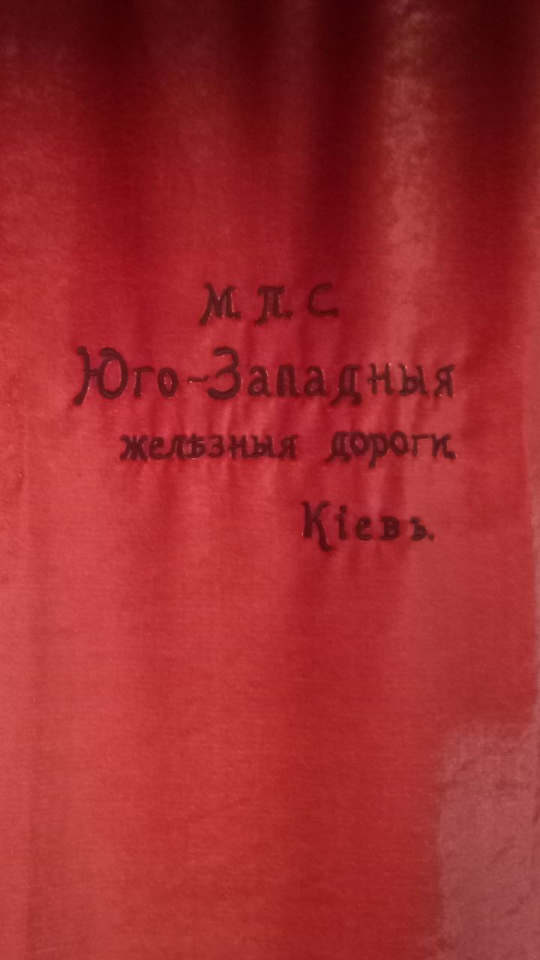 М. П. С.
Юго-Западныя
желѣзныя дороги
Кіевъ.